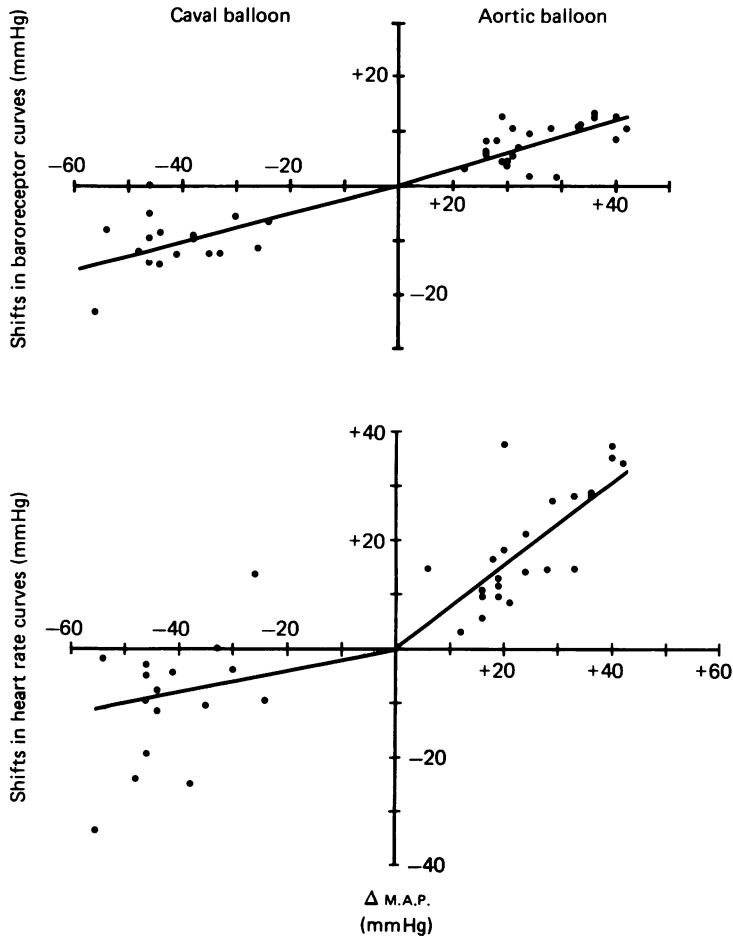 Caval balloon
Aortic balloon
Shifts in baroreceptor curves (mmHg)
+20
−60
−40
−20
+20
+40
−20
Shifts in heart rate curves (mmHg)
+40
+20
−60
−40
−20
+20
+40
+60
−20
−40
Δ M.A.P.
(mmHg)